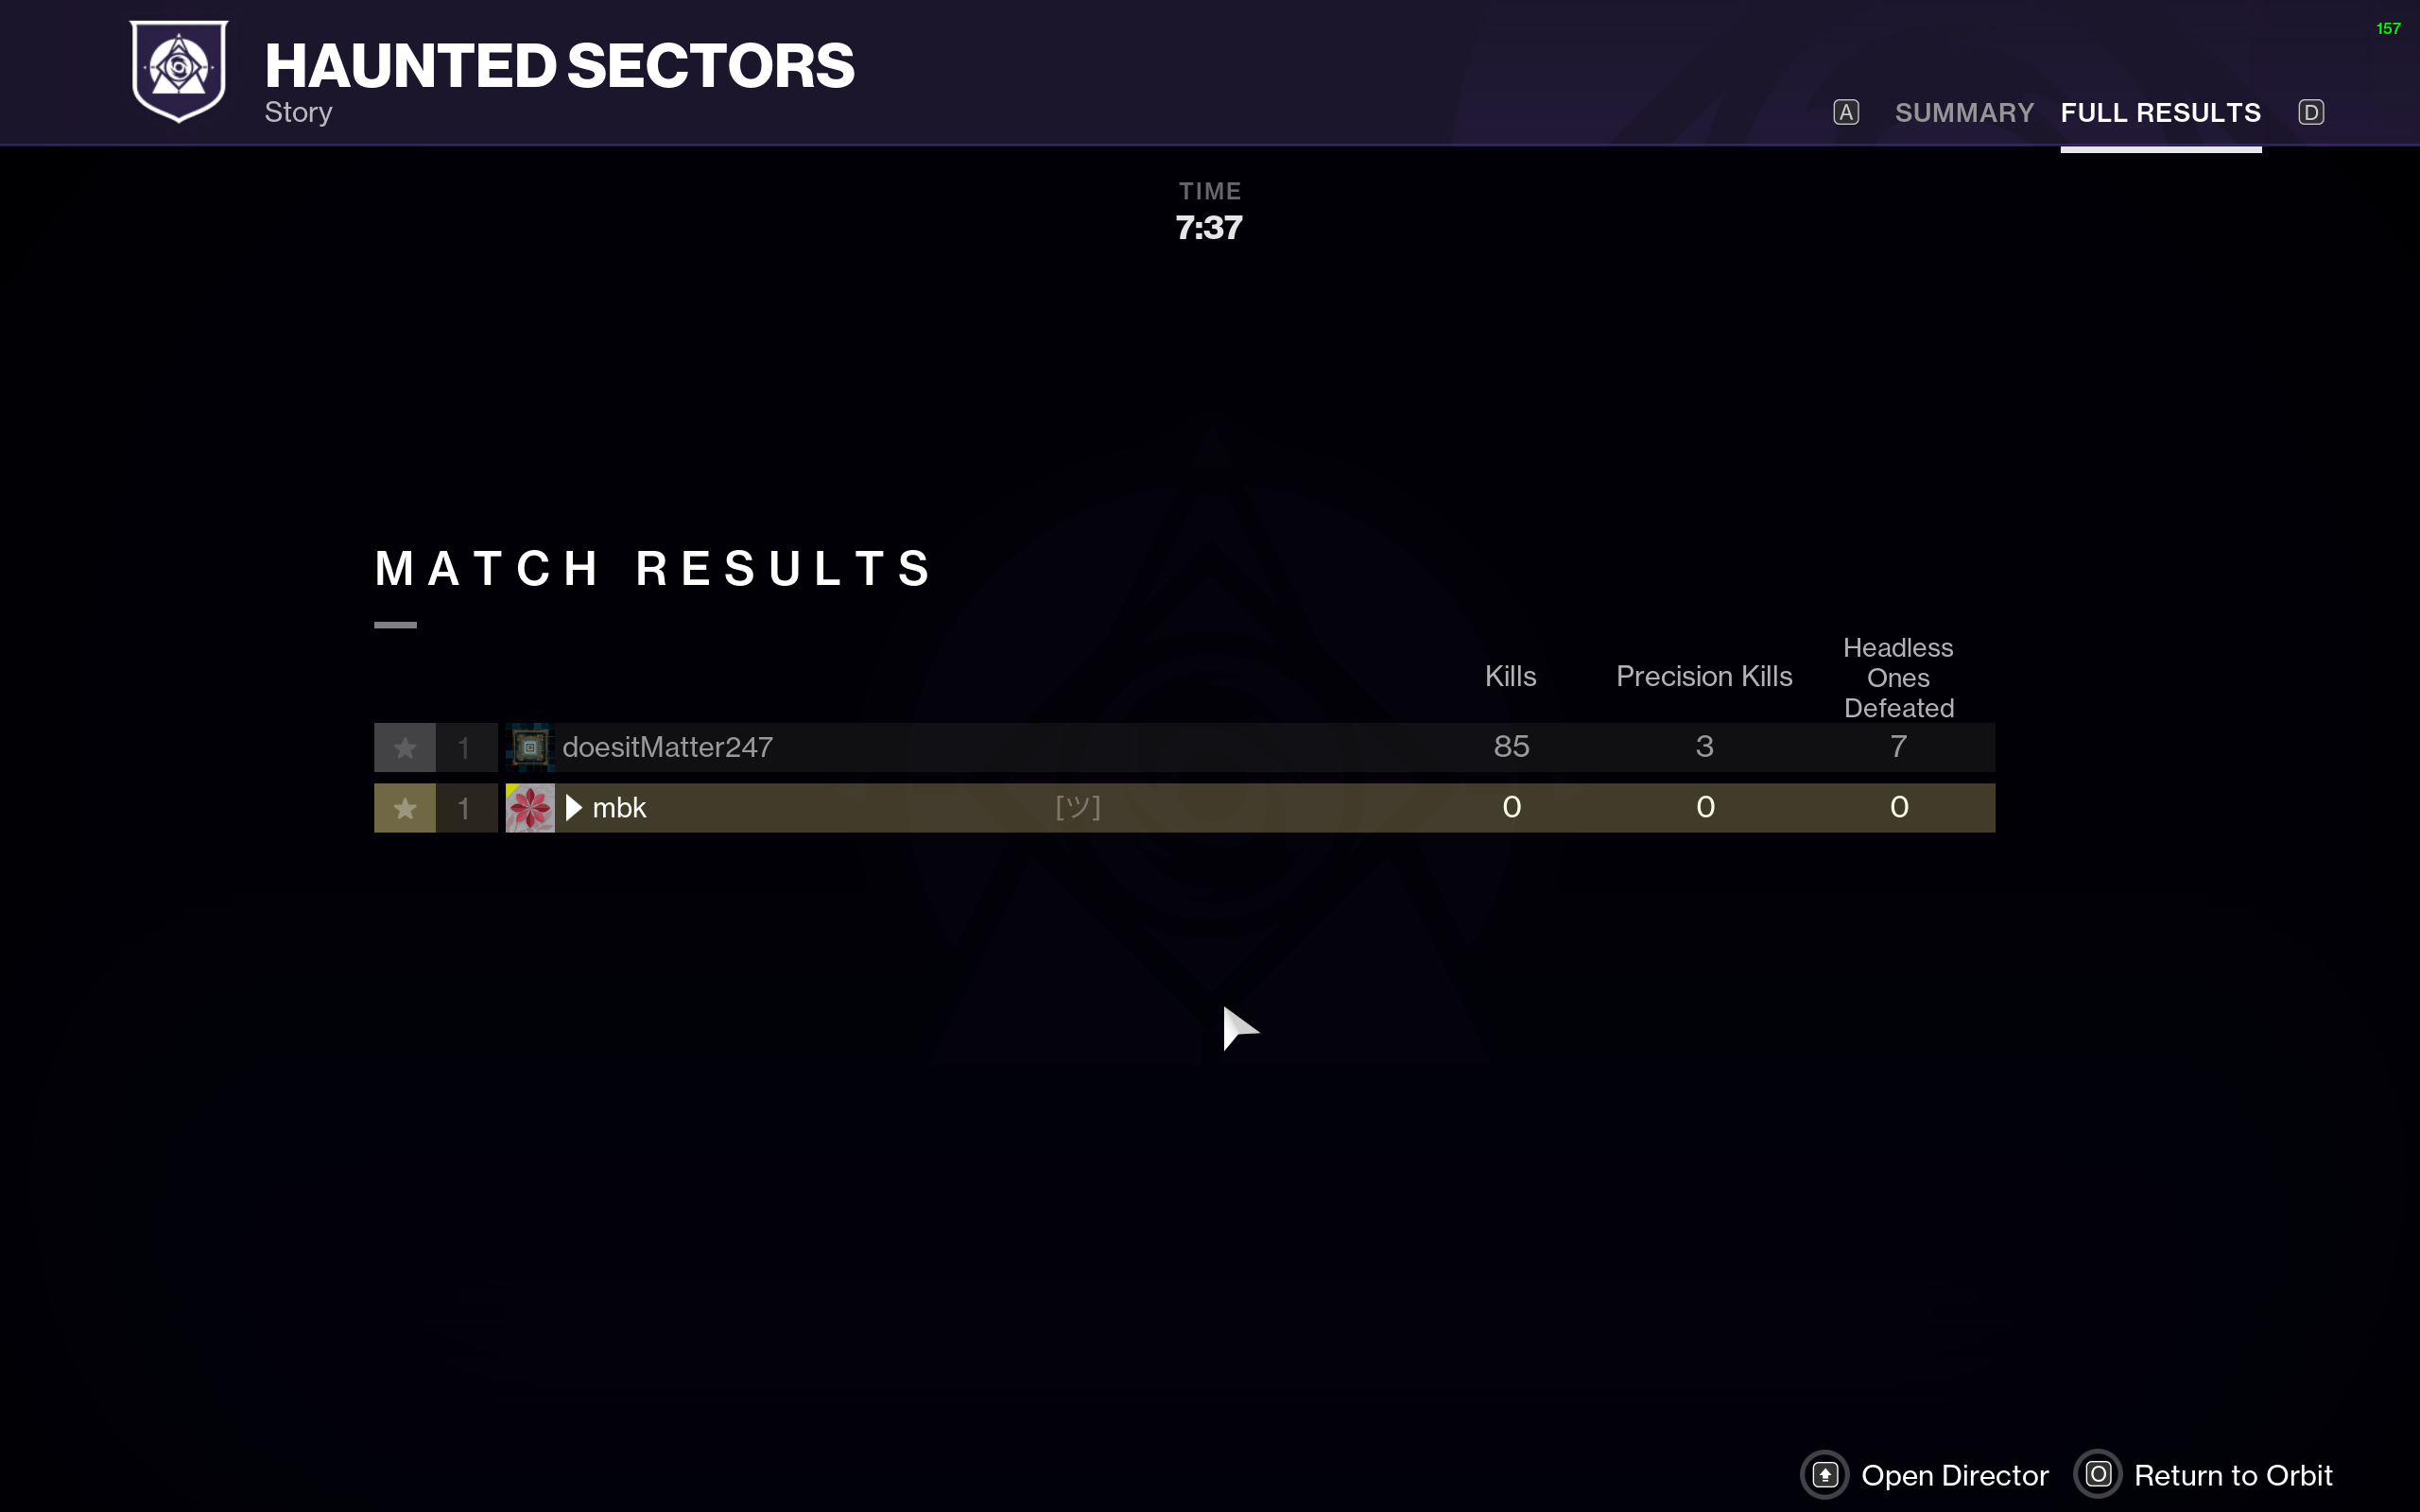 157
HAUNTED SECTORS
Story
A SUMMARY FULL RESULTS D
TIME
7:37
MATCH RESULTS
Kills Precision Kills Headless Ones Defeated
1 doesitMatter247 85 3 7
1 mbk [ツ] 0 0 0
Open Director O Return to Orbit